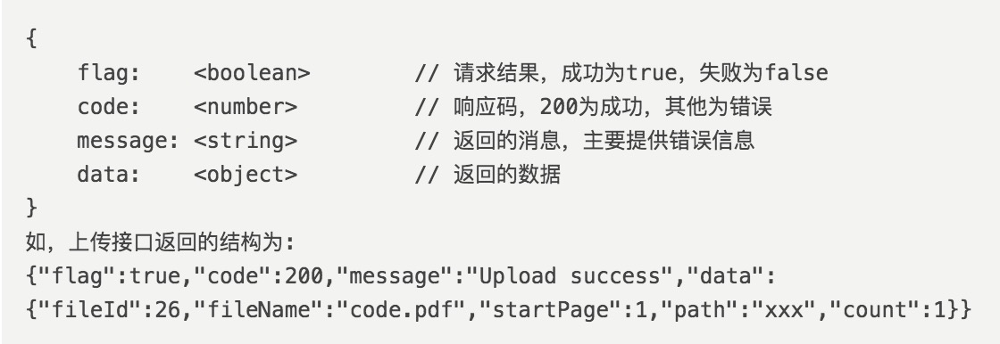 {
    flag:    <boolean>        // 请求结果，成功为true，失败为false
    code:    <number>         // 响应码，200为成功，其他为错误
    message: <string>         // 返回的消息，主要提供错误信息
    data:    <object>         // 返回的数据
}
如，上传接口返回的结构为:
{"flag":true,"code":200,"message":"Upload success","data":
{"fileId":26,"fileName":"code.pdf","startPage":1,"path":"xxx","count":1}}